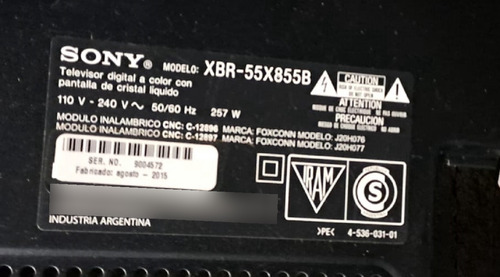 SONY®
MODELO: XBR-55X855B
Televisor digital a color con
pantalla de cristal líquido
110 V - 240 V ~ 50/60 Hz 257 W
MODULO INALAMBRICO CNC: C-12896 MARCA: FOXCONN MODELO: J20H076
MODULO INALAMBRICO CNC: C-12897 MARCA: FOXCONN MODELO: J20H077
CAUTION
ATTENTION
PRECAUCION
SER. NO. 9004572
Fabricado: agosto - 2015
IRAM
S
INDUSTRIA ARGENTINA
>PE< 4-536-031-01